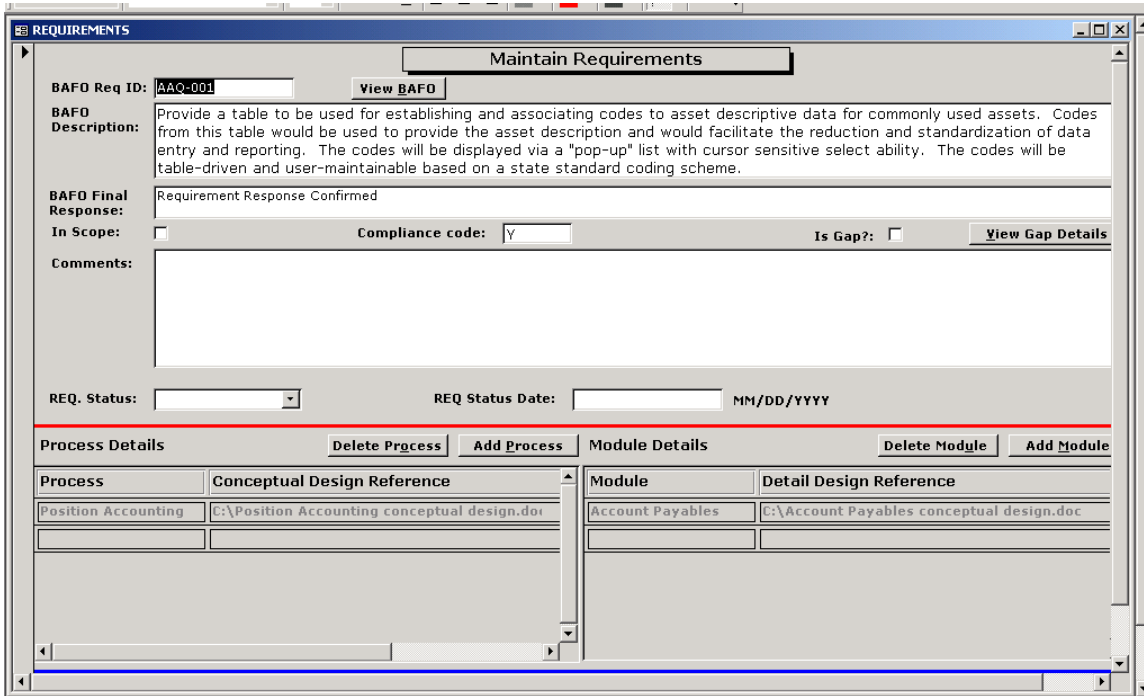 REQUIREMENTS
Maintain Requirements
BAFO Req ID: AAQ-001 View BAFO
BAFO Description: Provide a table to be used for establishing and associating codes to asset descriptive data for commonly used assets. Codes
from this table would be used to provide the asset description and would facilitate the reduction and standardization of data
entry and reporting. The codes will be displayed via a "pop-up" list with cursor sensitive select ability. The codes will be
table-driven and user-maintainable based on a state standard coding scheme.
BAFO Final Response: Requirement Response Confirmed
In Scope: Compliance code: Y Is Gap?: View Gap Details
Comments:
REQ. Status: REQ Status Date: MM/DD/YYYY
Process Details Delete Process Add Process Module Details Delete Module Add Module
Process Conceptual Design Reference Module Detail Design Reference
Position Accounting C:\Position Accounting conceptual design.do Account Payables C:\Account Payables conceptual design.doc